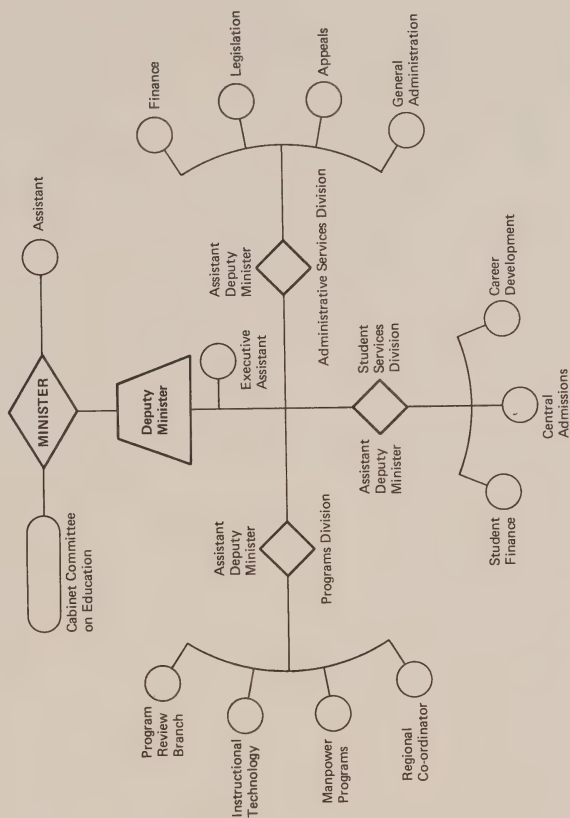 MINISTER
Assistant
Cabinet Committee
on Education
Deputy
Minister
Executive
Assistant
Assistant
Deputy
Minister
Programs Division
Program
Review
Branch
Instructional
Technology
Manpower
Programs
Regional
Co-ordinator
Assistant
Deputy
Minister
Student
Services
Division
Student
Finance
Central
Admissions
Career
Development
Assistant
Deputy
Minister
Administrative Services Division
Finance
Legislation
Appeals
General
Administration